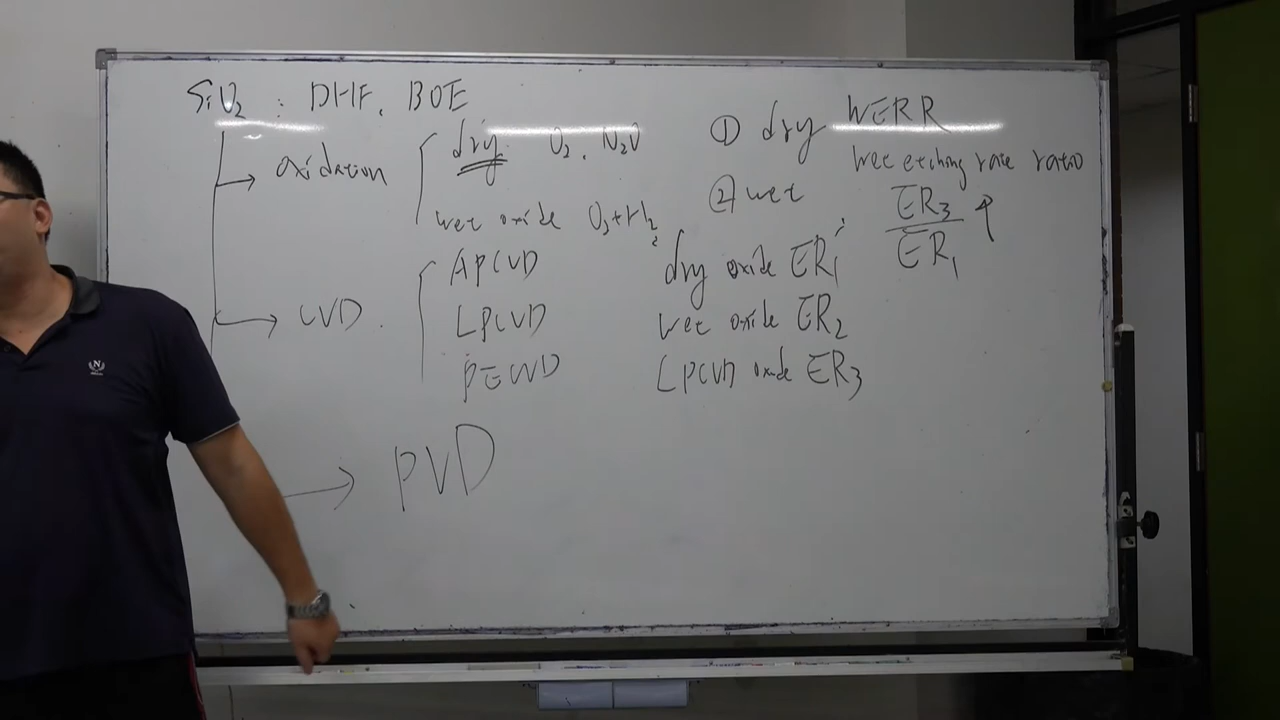 SiO2 : DHF, BOE
→ oxidation
dry O2, N2O
wet oxide O2+H2
→ CVD
APCVD
LPCVD
PECVD
→ PVD
① dry
② wet
WERR
wet etching rate ratio
ER3/ER1 ↑
dry oxide ER1
wet oxide ER2
LPCVD oxide ER3
N